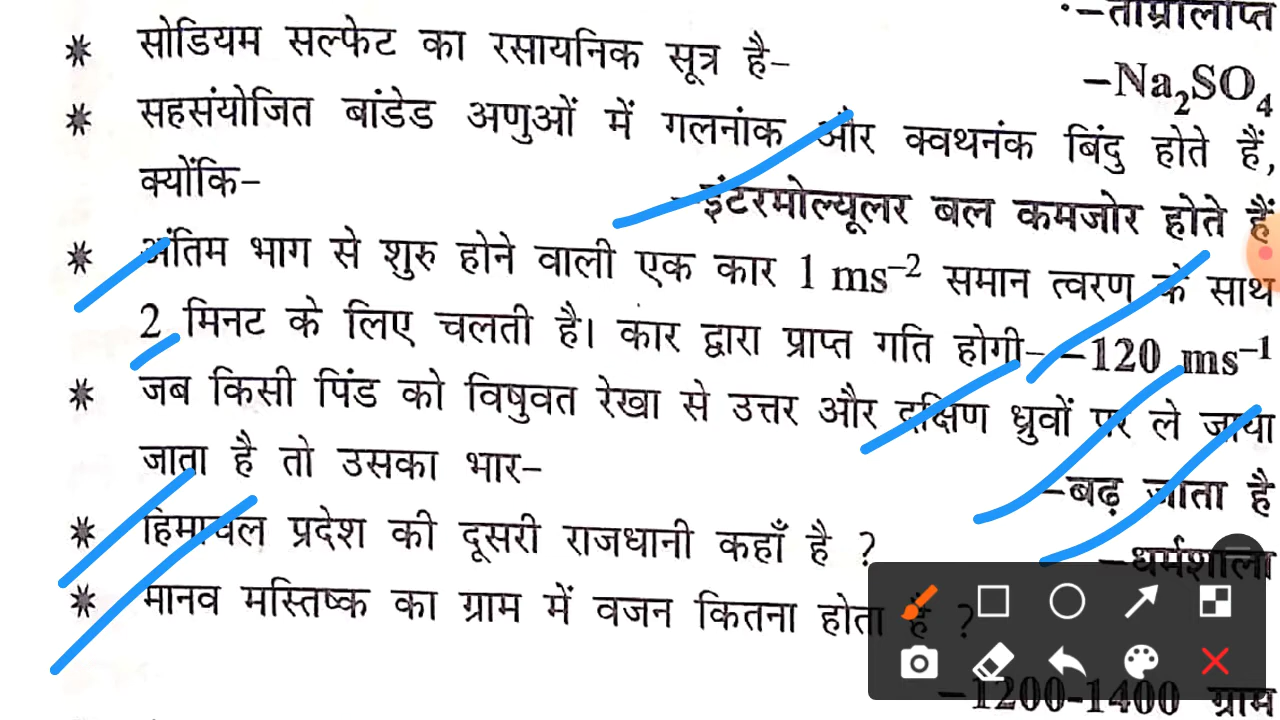 -ताम्रलिप्त
* सोडियम सल्फेट का रसायनिक सूत्र है-
-Na₂SO₄
* सहसंयोजित बांडेड अणुओं में गलनांक और क्वथनंक बिंदु होते हैं,
क्योंकि- -इंटरमोल्यूलर बल कमजोर होते हैं
* अंतिम भाग से शुरु होने वाली एक कार 1 ms⁻² समान त्वरण के साथ
2 मिनट के लिए चलती है। कार द्वारा प्राप्त गति होगी- -120 ms⁻¹
* जब किसी पिंड को विषुवत रेखा से उत्तर और दक्षिण ध्रुवों पर ले जाया
जाता है तो उसका भार- -बढ़ जाता है
* हिमाचल प्रदेश की दूसरी राजधानी कहाँ है ? -धर्मशाला
* मानव मस्तिष्क का ग्राम में वजन कितना होता है ?
-1200-1400 ग्राम